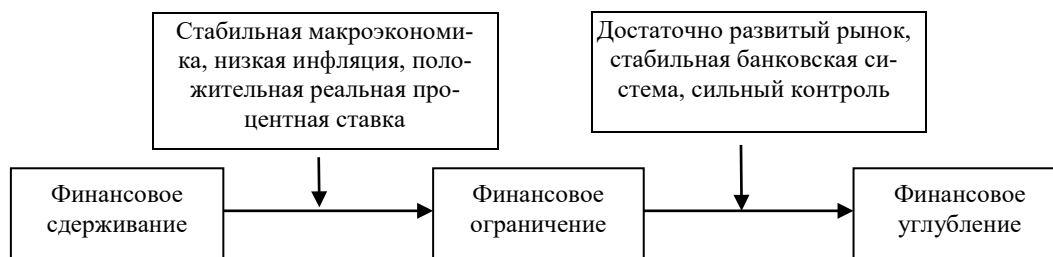 Стабильная макроэкономи-
ка, низкая инфляция, поло-
жительная реальная про-
центная ставка
Достаточно развитый рынок,
стабильная банковская си-
стема, сильный контроль
Финансовое
сдерживание
Финансовое
ограничение
Финансовое
углубление